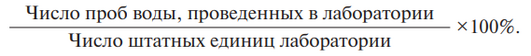 Число проб воды, проведенных в лаборатории
Число штатных единиц лаборатории
×100%.